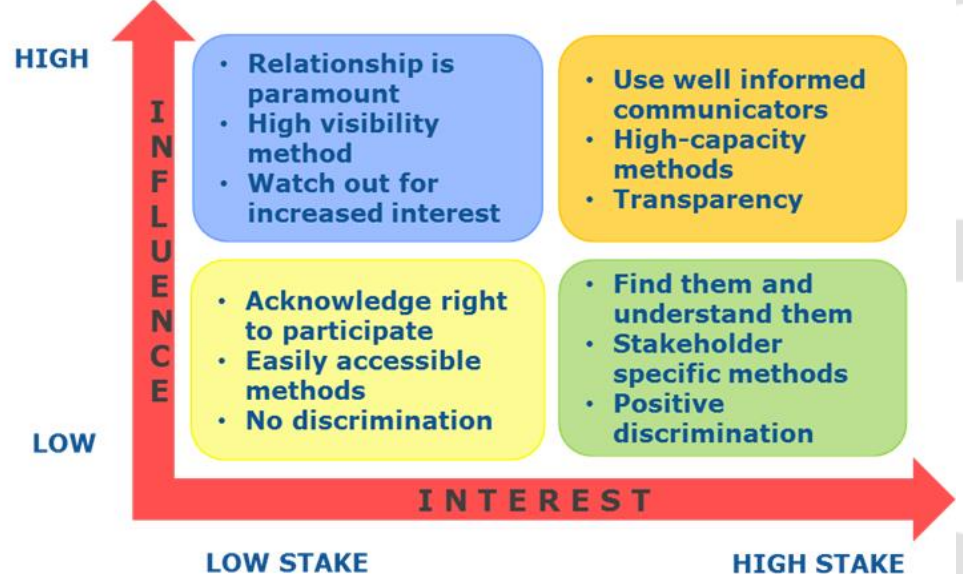 HIGH
INFLUENCE
LOW
• Relationship is
paramount
• High visibility
method
• Watch out for
increased interest
• Use well informed
communicators
• High-capacity
methods
• Transparency
• Acknowledge right
to participate
• Easily accessible
methods
• No discrimination
• Find them and
understand them
• Stakeholder
specific methods
• Positive
discrimination
INTEREST
LOW STAKE
HIGH STAKE